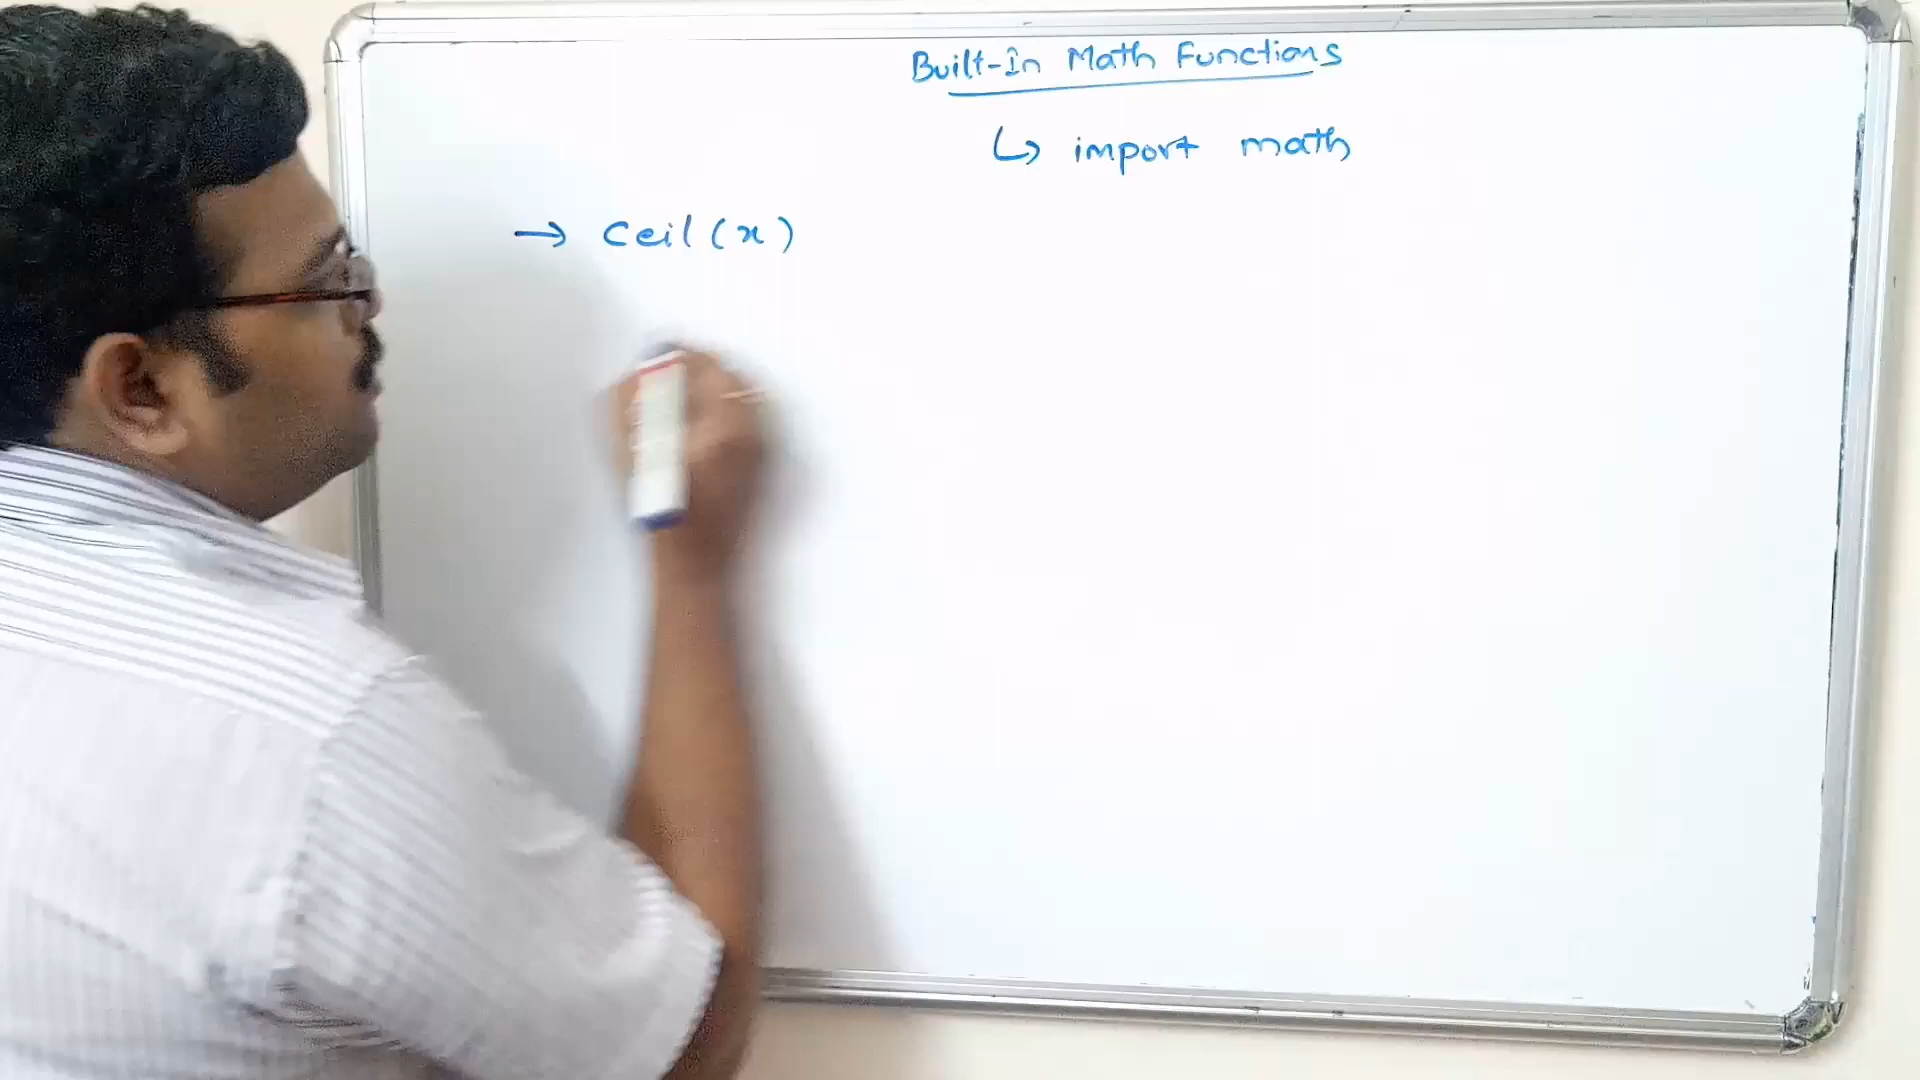 Built-In Math Functions
↳ import math
→ ceil(x)